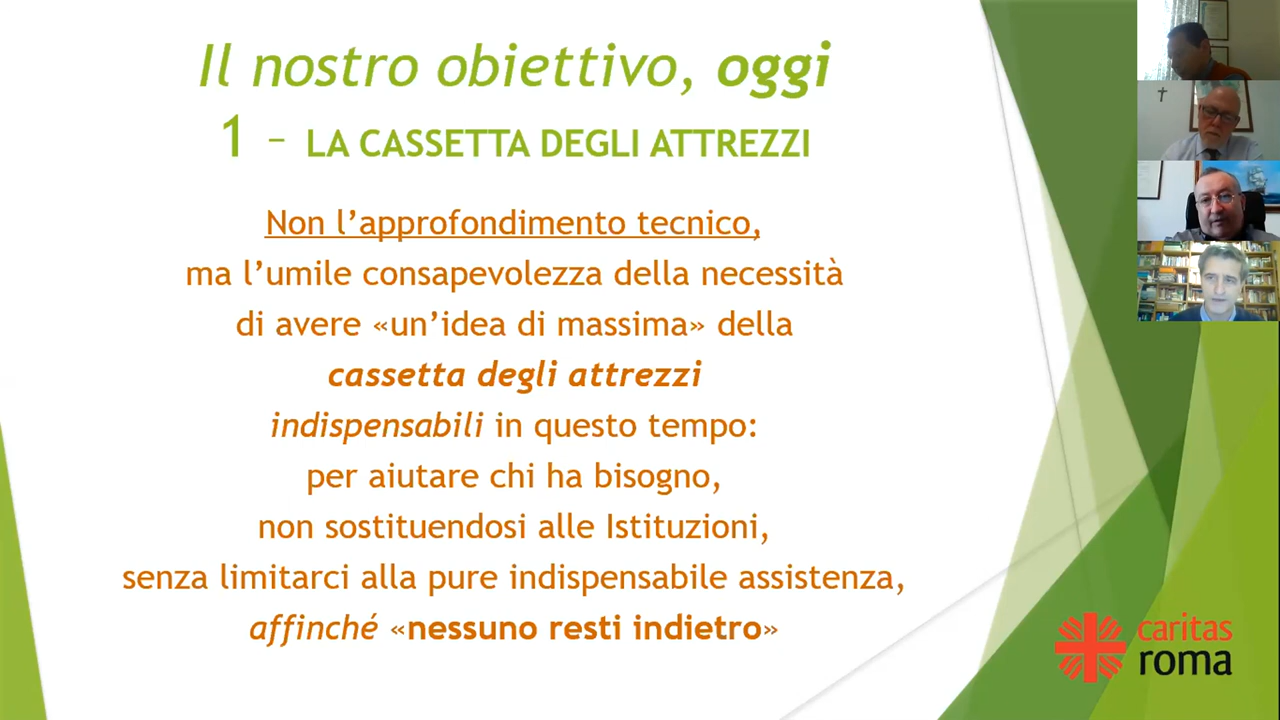 Il nostro obiettivo, oggi
1 – LA CASSETTA DEGLI ATTREZZI
Non l’approfondimento tecnico,
ma l’umile consapevolezza della necessità
di avere «un’idea di massima» della
cassetta degli attrezzi
indispensabili in questo tempo:
per aiutare chi ha bisogno,
non sostituendosi alle Istituzioni,
senza limitarci alla pure indispensabile assistenza,
affinché «nessuno resti indietro»
caritas
roma